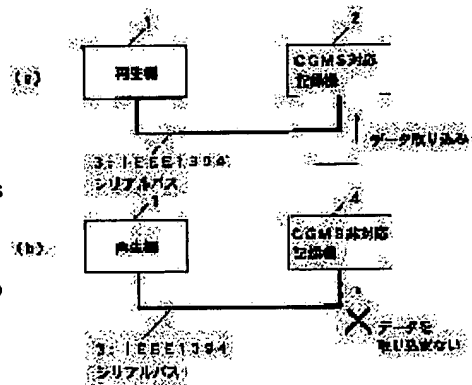 (a)
1
再生機
2
CGMS対応
記録機
データ取り込み
3:IEEE1394
シリアルバス
(b)
1
再生機
4
CGMS非対応
記録機
データを
取り込まない
3:IEEE1394
シリアルバス